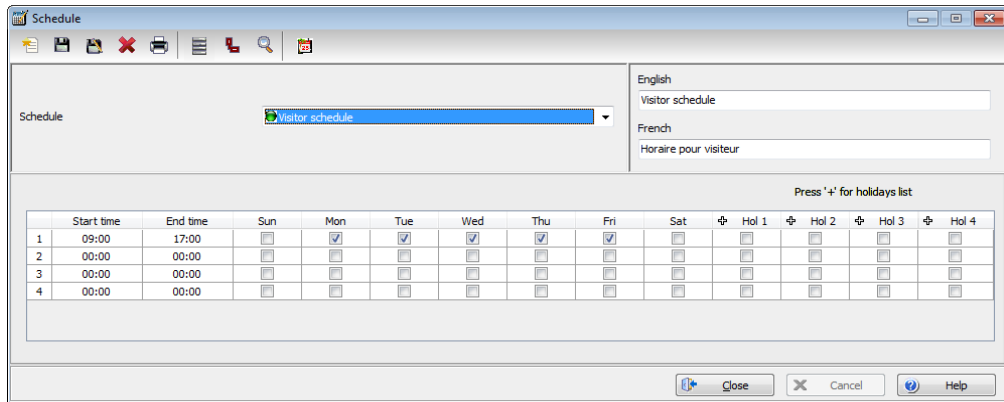 Schedule
English
Visitor schedule
Schedule Visitor schedule
French
Horaire pour visiteur
Press '+' for holidays list
Start time End time Sun Mon Tue Wed Thu Fri Sat Hol 1 Hol 2 Hol 3 Hol 4
1 09:00 17:00
2 00:00 00:00
3 00:00 00:00
4 00:00 00:00
Close Cancel Help